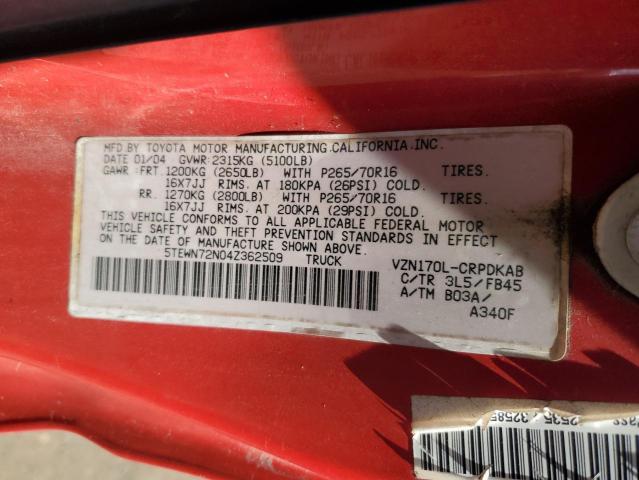 MFD BY TOYOTA MOTOR MANUFACTURING,CALIFORNIA,INC.
DATE 01/04 GVWR:2315KG (5100LB)
GAWR: FRT.1200KG (2650LB) WITH P265/70R16 TIRES.
16X7JJ RIMS. AT 180KPA (26PSI) COLD.
RR. 1270KG (2800LB) WITH P265/70R16 TIRES.
16X7JJ RIMS. AT 200KPA (29PSI) COLD.
THIS VEHICLE CONFORMS TO ALL APPLICABLE FEDERAL MOTOR
VEHICLE SAFETY AND THEFT PREVENTION STANDARDS IN EFFECT
ON THE DATE OF MANUFACTURE SHOWN ABOVE.
5TEWN72N04Z362509 TRUCK VZN170L-CRPDKAB
C/TR 3L5/FB45
A/TM B03A/
A340F
2535 32585